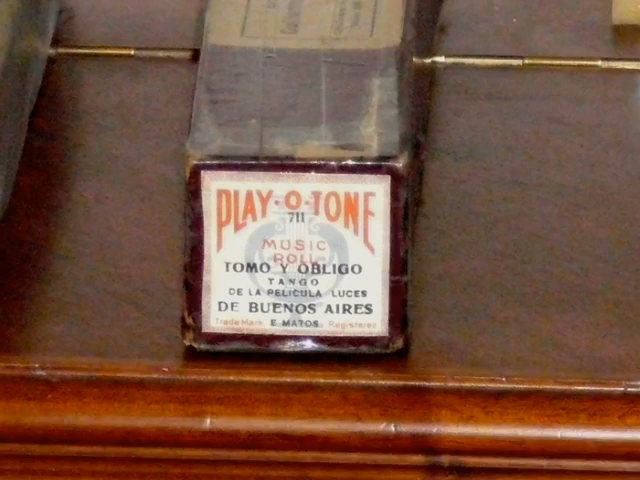 PLAY·O·TONE
711
MUSIC
ROLL
TOMO Y OBLIGO
TANGO
DE LA PELICULA LUCES
DE BUENOS AIRES
Trade Mark E MATOS. Registered